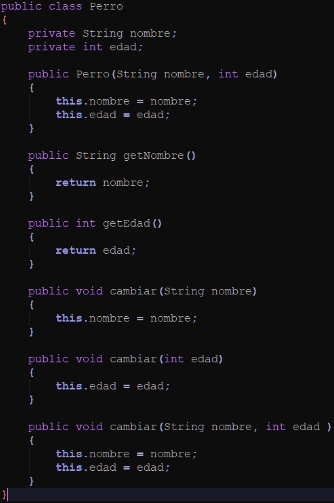 public class Perro
{
    private String nombre;
    private int edad;

    public Perro(String nombre, int edad)
    {
        this.nombre = nombre;
        this.edad = edad;
    }

    public String getNombre()
    {
        return nombre;
    }

    public int getEdad()
    {
        return edad;
    }

    public void cambiar(String nombre)
    {
        this.nombre = nombre;
    }

    public void cambiar(int edad)
    {
        this.edad = edad;
    }

    public void cambiar(String nombre, int edad )
    {
        this.nombre = nombre;
        this.edad = edad;
    }
}